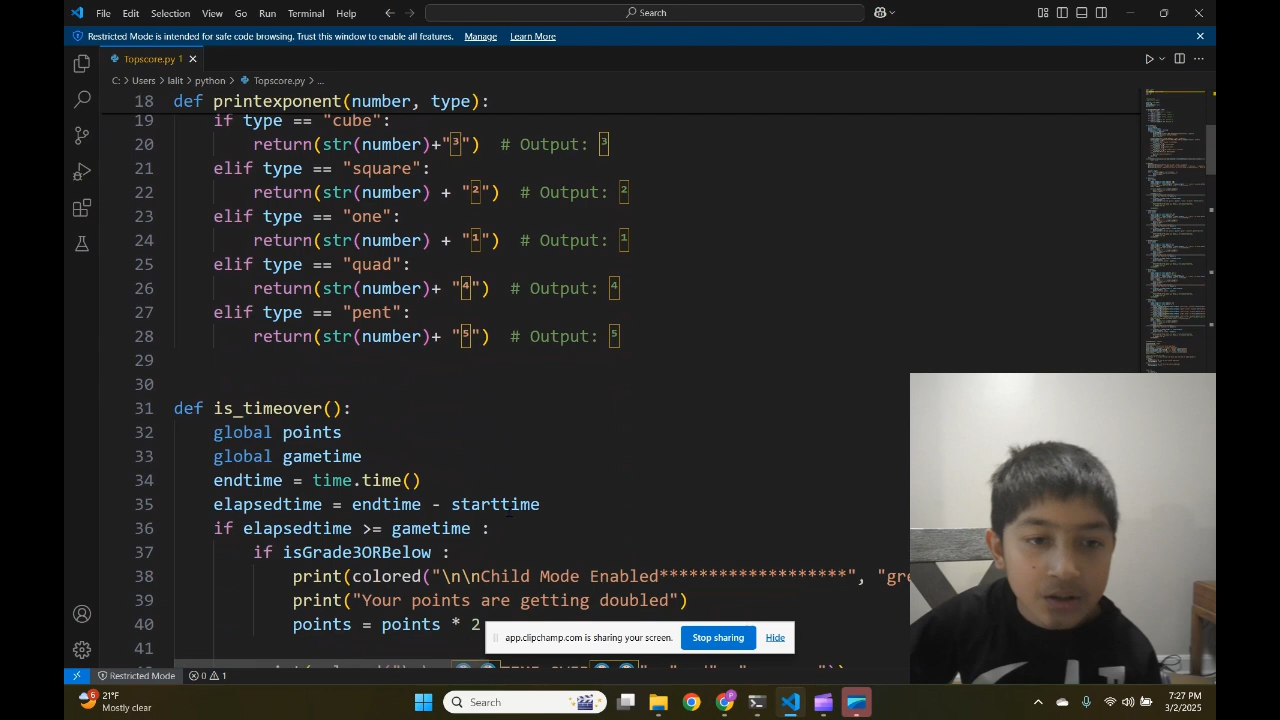 File Edit Selection View Go Run Terminal Help
Search
Restricted Mode is intended for safe code browsing. Trust this window to enable all features. Manage Learn More
Topscore.py 1
C: > Users > lalit > python > Topscore.py > ...
18 def printexponent(number, type):
19 if type == "cube":
20 return(str(number)+"³") # Output: ³
21 elif type == "square":
22 return(str(number) + "²") # Output: ²
23 elif type == "one":
24 return(str(number) + "¹") # Output: ¹
25 elif type == "quad":
26 return(str(number)+ "⁴") # Output: ⁴
27 elif type == "pent":
28 return(str(number)+ "⁵") # Output: ⁵
29
30
31 def is_timeover():
32 global points
33 global gametime
34 endtime = time.time()
35 elapsedtime = endtime - starttime
36 if elapsedtime >= gametime :
37 if isGrade3ORBelow :
38 print(colored("\n\nChild Mode Enabled*******************", "gre
39 print("Your points are getting doubled")
40 points = points * 2
41
app.clipchamp.com is sharing your screen. Stop sharing Hide
Restricted Mode 0 1
6
21°F
Mostly clear
Search
7:27 PM
3/2/2025